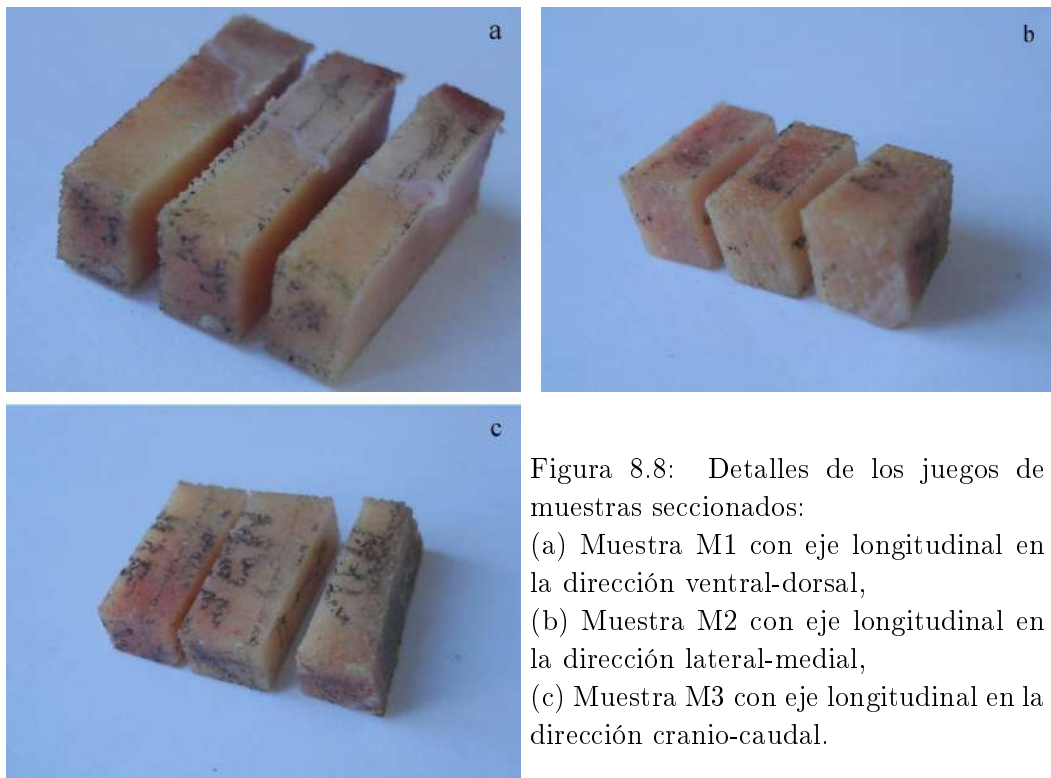 a
b
c
Figura 8.8: Detalles de los juegos de
muestras seccionados:
(a) Muestra M1 con eje longitudinal en
la dirección ventral-dorsal,
(b) Muestra M2 con eje longitudinal en
la dirección lateral-medial,
(c) Muestra M3 con eje longitudinal en la
dirección cranio-caudal.